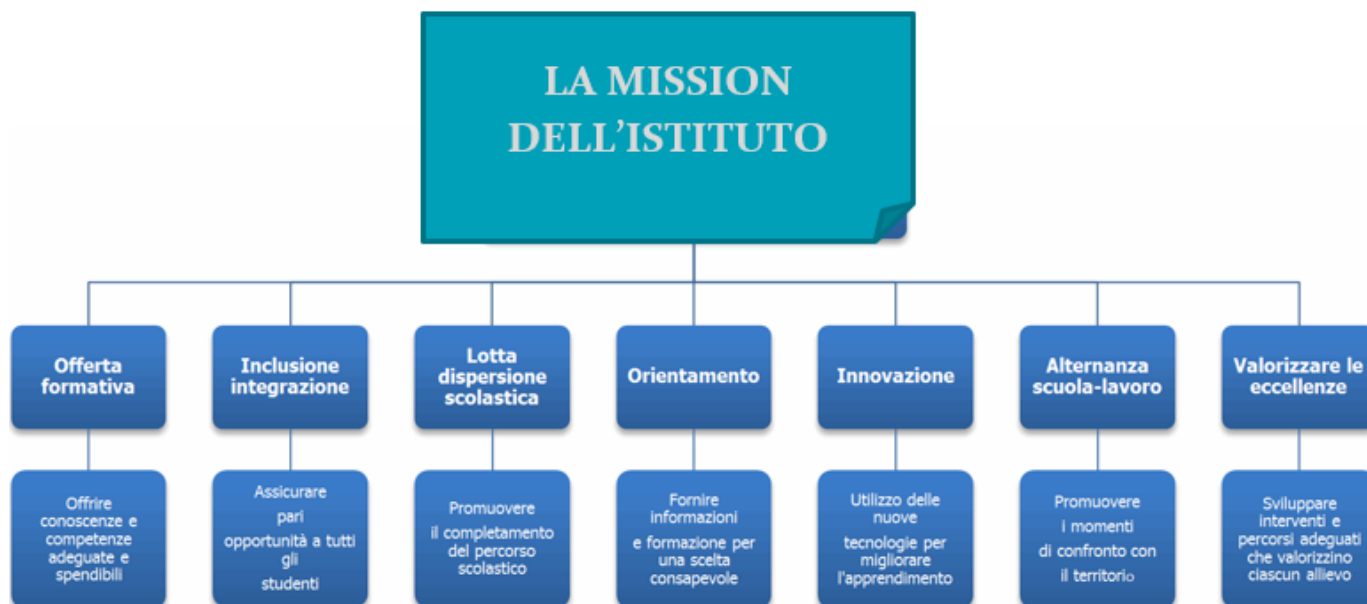 LA MISSION
DELL'ISTITUTO
Offerta
formativa
Inclusione
integrazione
Lotta
dispersione
scolastica
Orientamento
Innovazione
Alternanza
scuola-lavoro
Valorizzare le
eccellenze
Offrire
conoscenze e
competenze
adeguate e
spendibili
Assicurare
pari
opportunità a tutti
gli
studenti
Promuovere
il completamento
del percorso
scolastico
Fornire
informazioni
e formazione per
una scelta
consapevole
Utilizzo delle
nuove
tecnologie per
migliorare
l'apprendimento
Promuovere
i momenti
di confronto con
il territorio
Sviluppare
interventi e
percorsi adeguati
che valorizzino
ciascun allievo